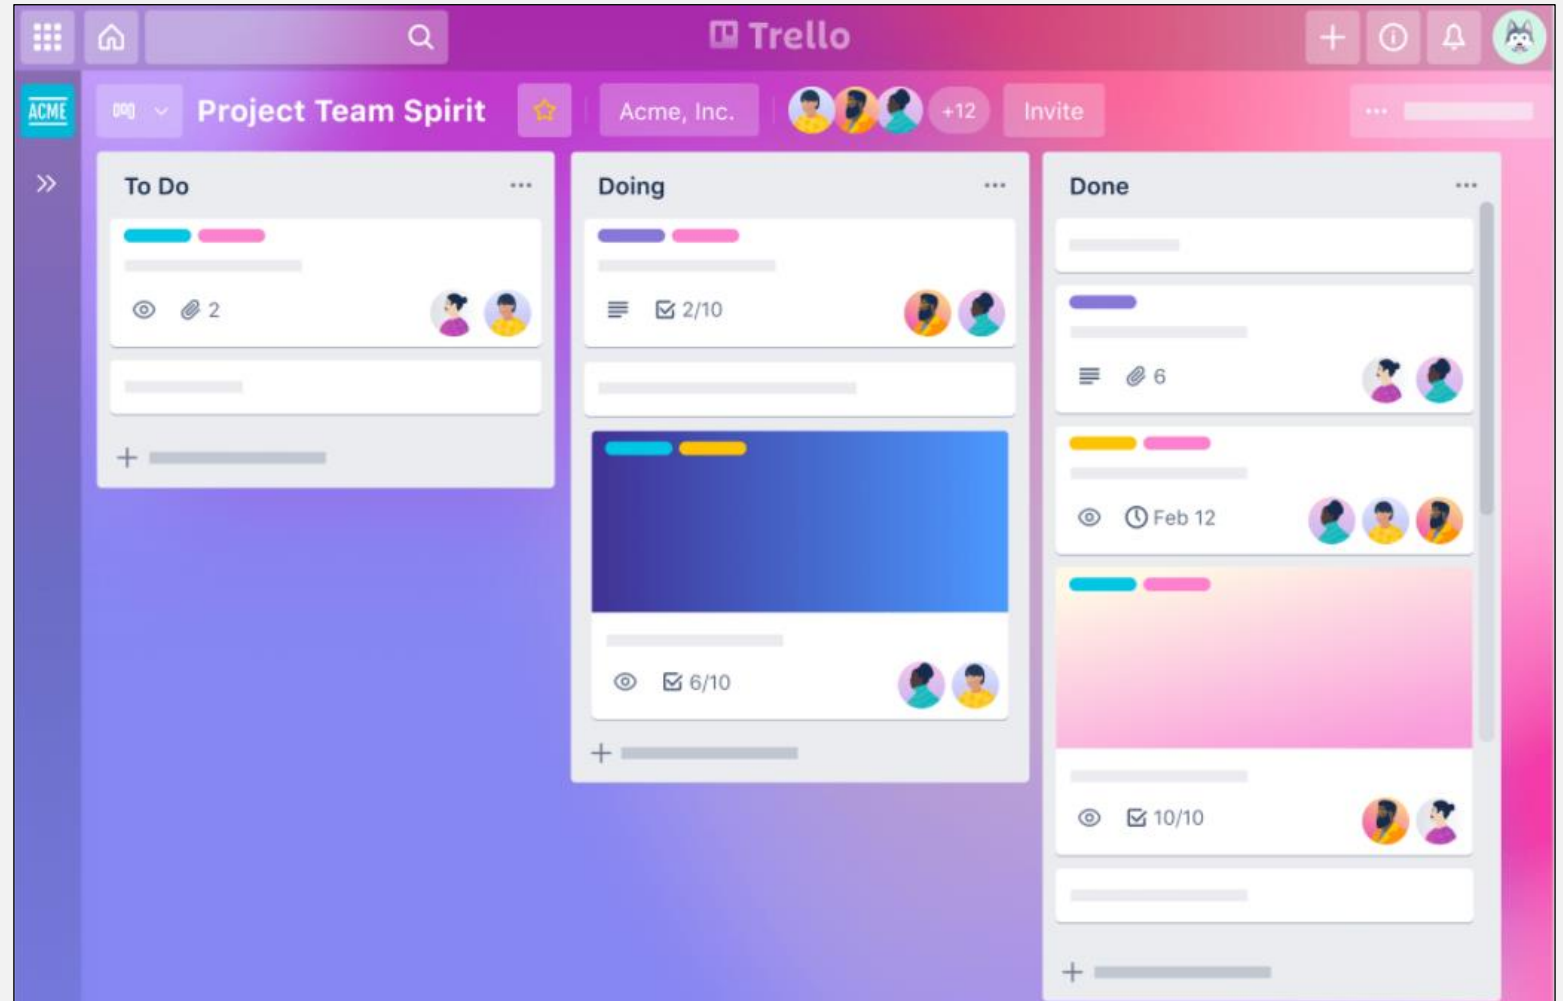 Trello
ACME
Project Team Spirit
Acme, Inc.
+12
Invite
To Do
2
Doing
2/10
6/10
Done
6
Feb 12
10/10